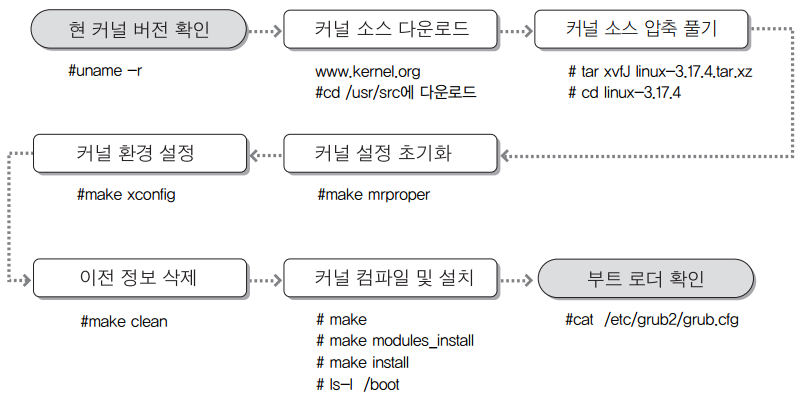 현 커널 버전 확인
#uname -r
커널 소스 다운로드
www.kernel.org
#cd /usr/src에 다운로드
커널 소스 압축 풀기
# tar xvfJ linux-3.17.4.tar.xz
# cd linux-3.17.4
커널 설정 초기화
#make mrproper
커널 환경 설정
#make xconfig
이전 정보 삭제
#make clean
커널 컴파일 및 설치
# make
# make modules_install
# make install
# ls-l /boot
부트 로더 확인
#cat /etc/grub2/grub.cfg